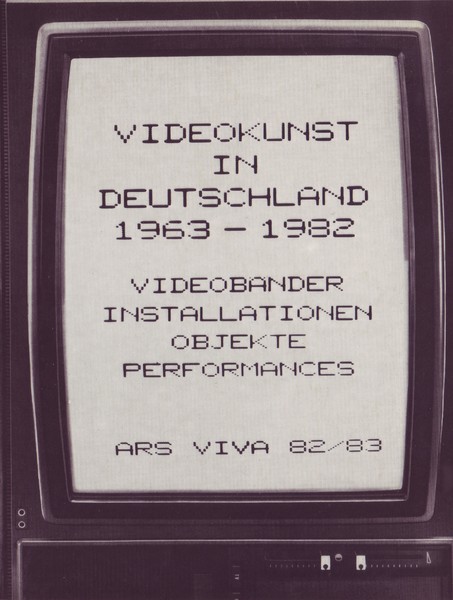 VIDEOKUNST
IN
DEUTSCHLAND
1963 - 1982
VIDEOBANDER
INSTALLATIONEN
OBJEKTE
PERFORMANCES
ARS VIVA 82/83